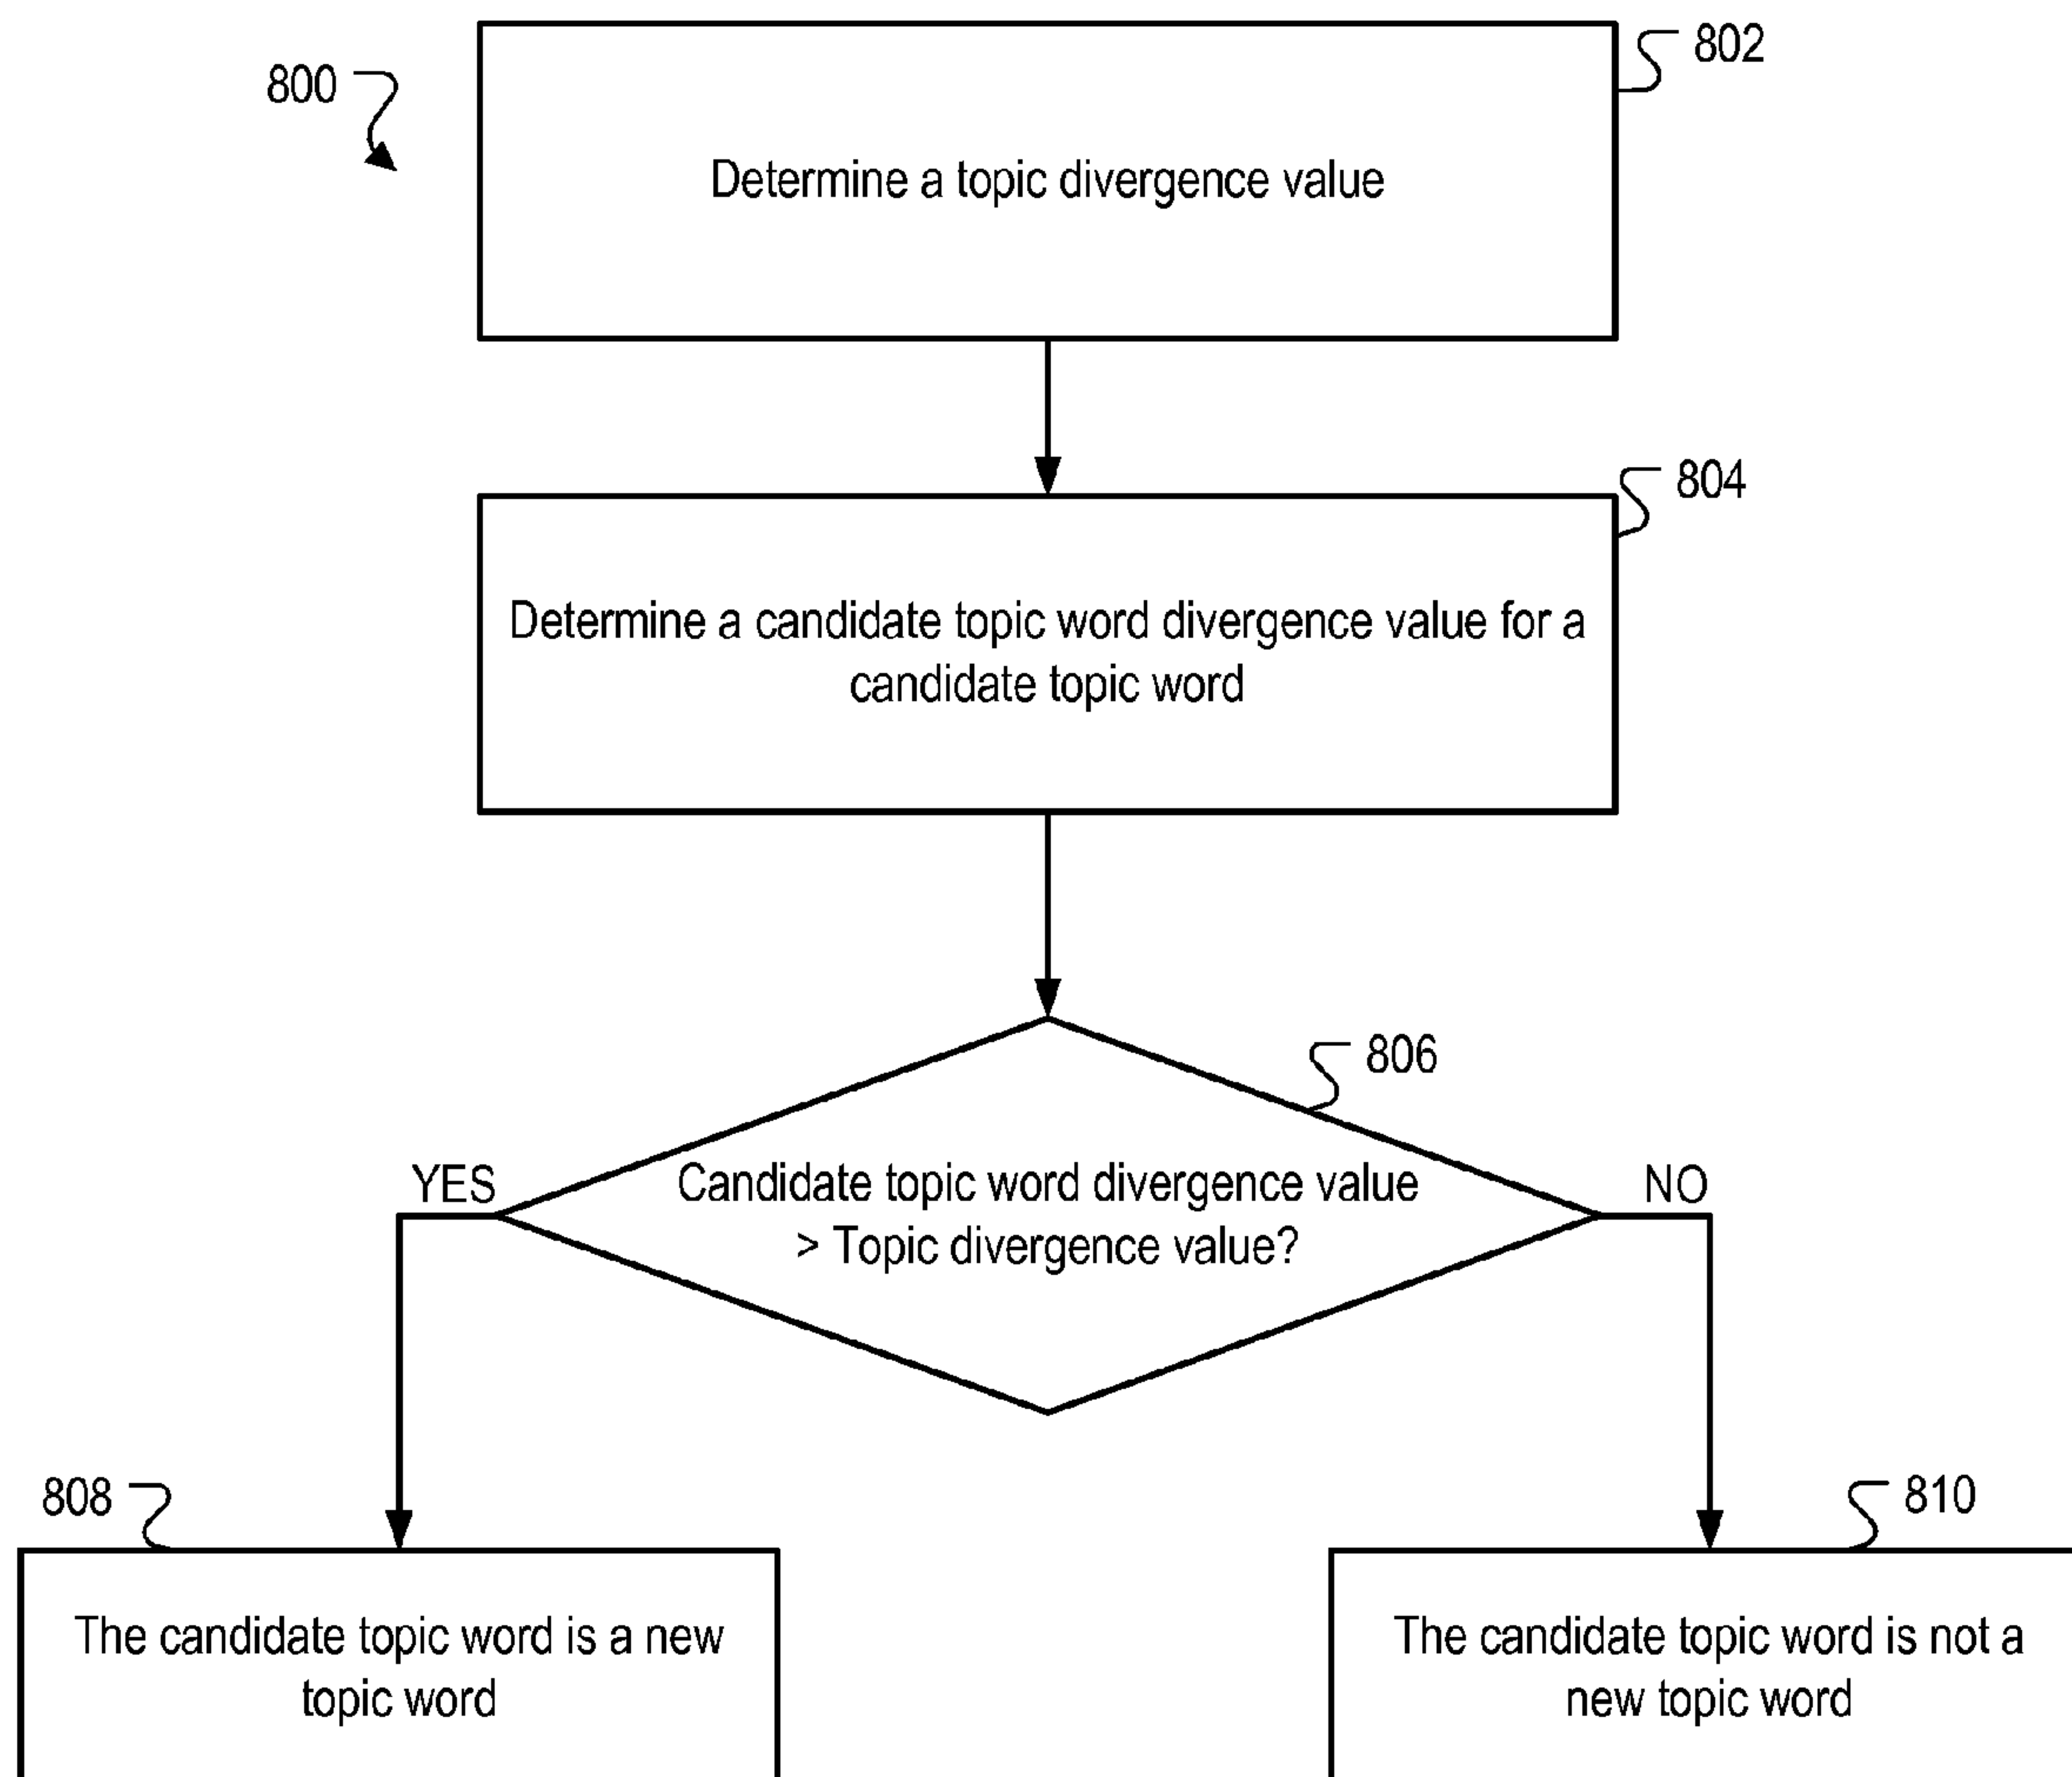 802
800
Determine a topic divergence value
804
Determine a candidate topic word divergence value for a
candidate topic word
806
YES
NO
Candidate topic word divergence value
> Topic divergence value?
808
810
The candidate topic word is a new
topic word
The candidate topic word is not a
new topic word